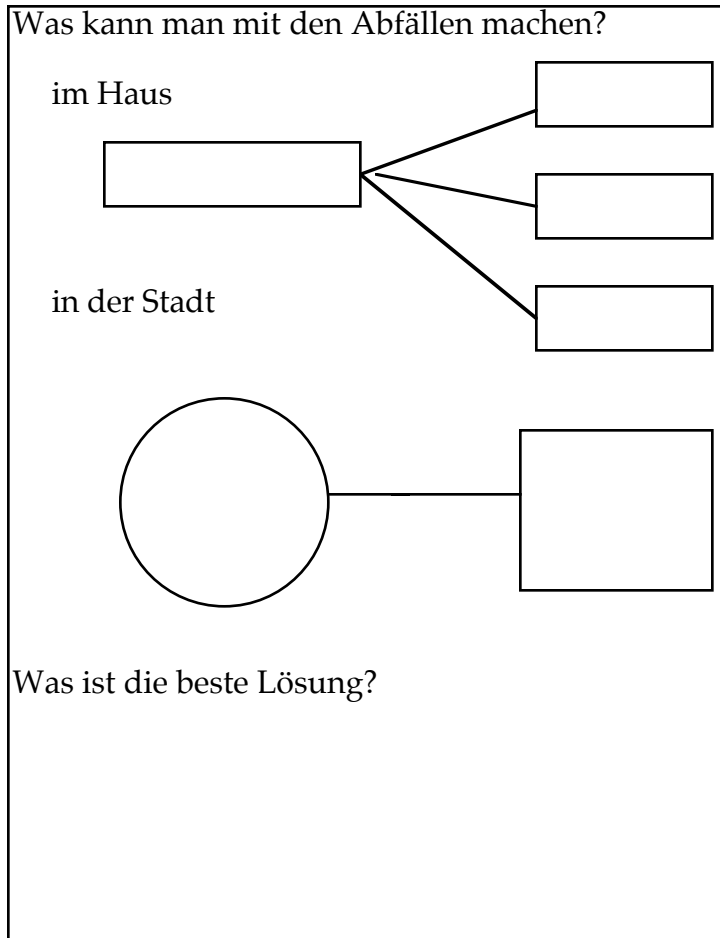 Was kann man mit den Abfällen machen?
im Haus
in der Stadt
Was ist die beste Lösung?